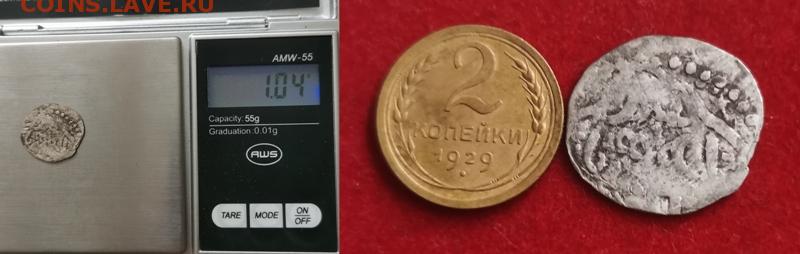 COINS.LAVE.RU
AMW-55
1.04
Capacity: 55g
Graduation: 0.01g
AWS
TARE
MODE
ON
OFF
2
КОПЕЙКИ
1929